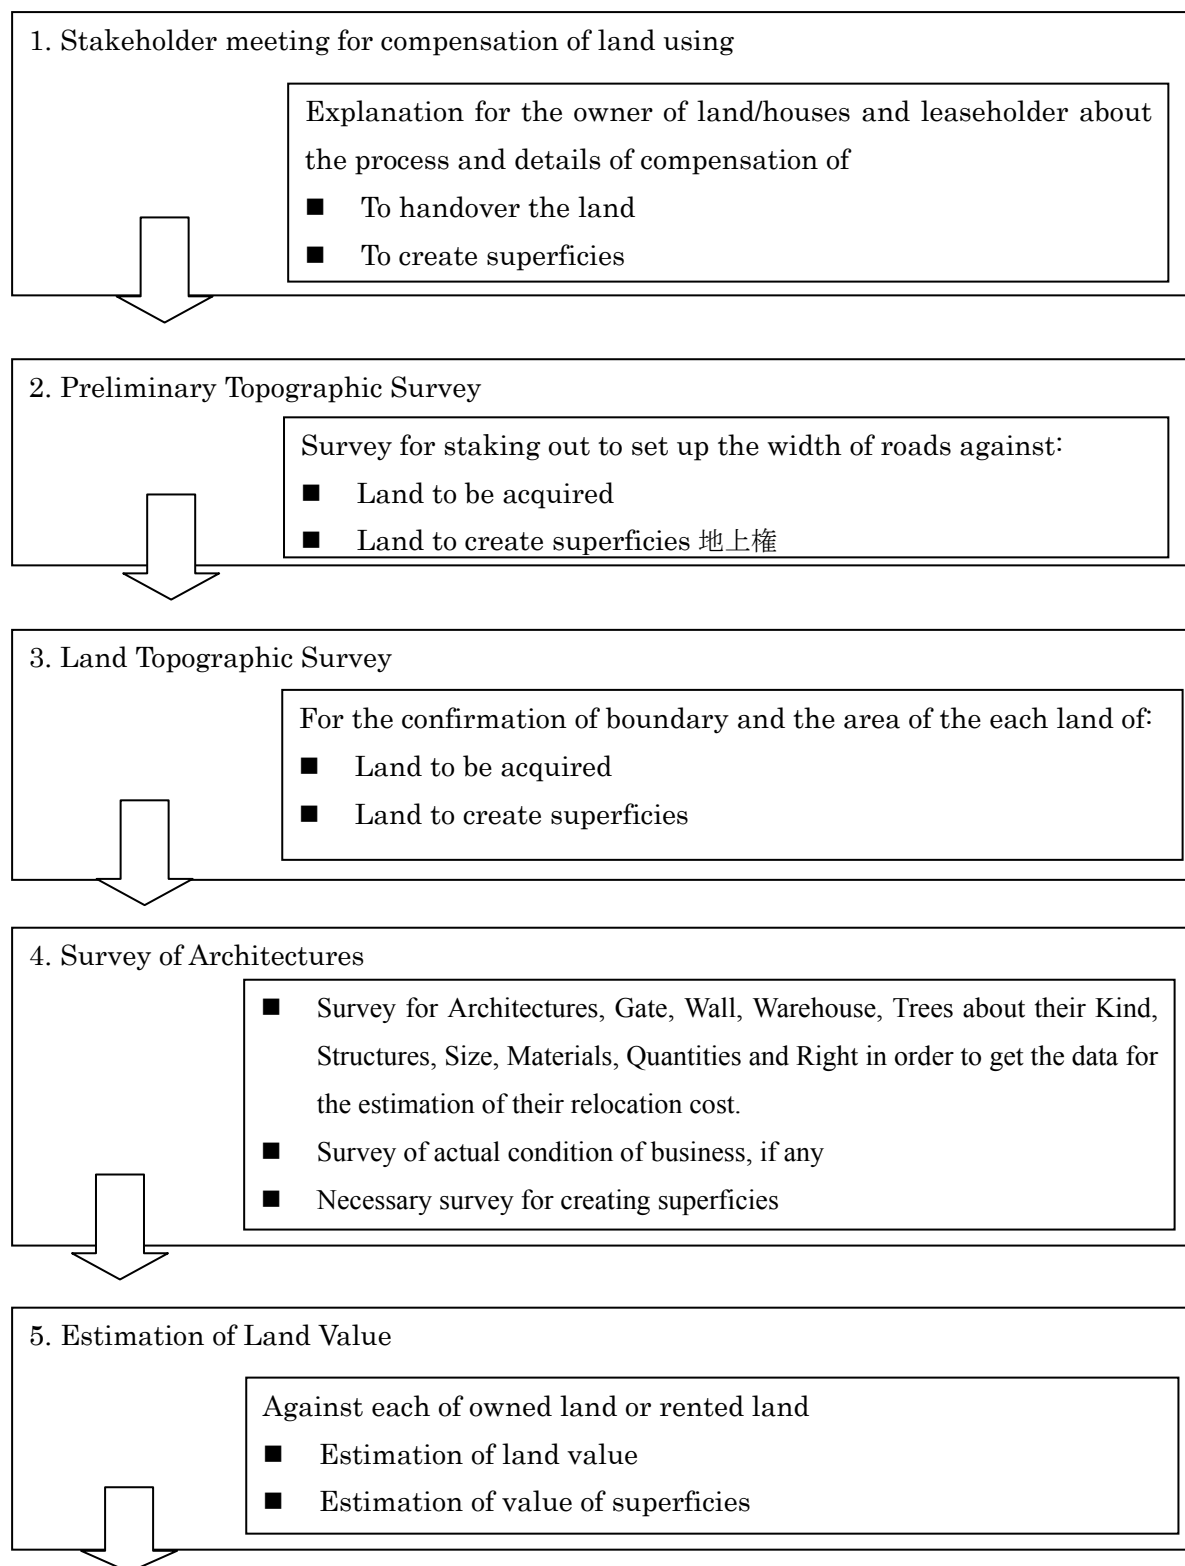 1. Stakeholder meeting for compensation of land using
Explanation for the owner of land/houses and leaseholder about
the process and details of compensation of
■ To handover the land
■ To create superficies
2. Preliminary Topographic Survey
Survey for staking out to set up the width of roads against:
■ Land to be acquired
■ Land to create superficies 地上権
3. Land Topographic Survey
For the confirmation of boundary and the area of the each land of:
■ Land to be acquired
■ Land to create superficies
4. Survey of Architectures
■ Survey for Architectures, Gate, Wall, Warehouse, Trees about their Kind,
Structures, Size, Materials, Quantities and Right in order to get the data for
the estimation of their relocation cost.
■ Survey of actual condition of business, if any
■ Necessary survey for creating superficies
5. Estimation of Land Value
Against each of owned land or rented land
■ Estimation of land value
■ Estimation of value of superficies